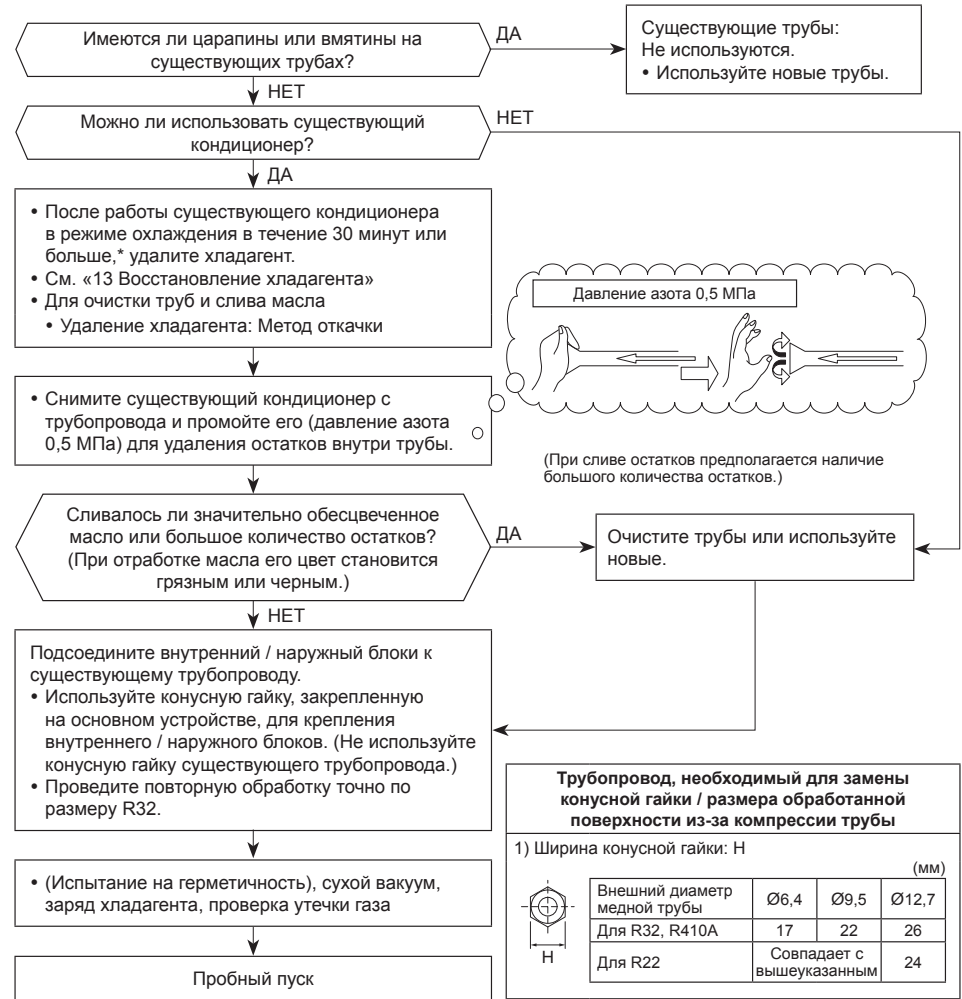 Имеются ли царапины или вмятины на
существующих трубах?
ДА
Существующие трубы:
Не используются.
• Используйте новые трубы.
НЕТ
Можно ли использовать существующий
кондиционер?
НЕТ
ДА
• После работы существующего кондиционера
в режиме охлаждения в течение 30 минут или
больше,* удалите хладагент.
• См. «13 Восстановление хладагента»
• Для очистки труб и слива масла
• Удаление хладагента: Метод откачки
Давление азота 0,5 МПа
• Снимите существующий кондиционер с
трубопровода и промойте его (давление азота
0,5 МПа) для удаления остатков внутри трубы.
(При сливе остатков предполагается наличие
большого количества остатков.)
Сливалось ли значительно обесцвеченное
масло или большое количество остатков?
(При отработке масла его цвет становится
грязным или черным.)
ДА
Очистите трубы или используйте
новые.
НЕТ
Подсоедините внутренний / наружный блоки к
существующему трубопроводу.
• Используйте конусную гайку, закрепленную
на основном устройстве, для крепления
внутреннего / наружного блоков. (Не используйте
конусную гайку существующего трубопровода.)
• Проведите повторную обработку точно по
размеру R32.
• (Испытание на герметичность), сухой вакуум,
заряд хладагента, проверка утечки газа
Пробный пуск
Трубопровод, необходимый для замены
конусной гайки / размера обработанной
поверхности из-за компрессии трубы
1) Ширина конусной гайки: H
(мм)
H
Внешний диаметр
медной трубы
Ø6,4 Ø9,5 Ø12,7
Для R32, R410A 17 22 26
Для R22
Совпадает с
вышеуказанным
24